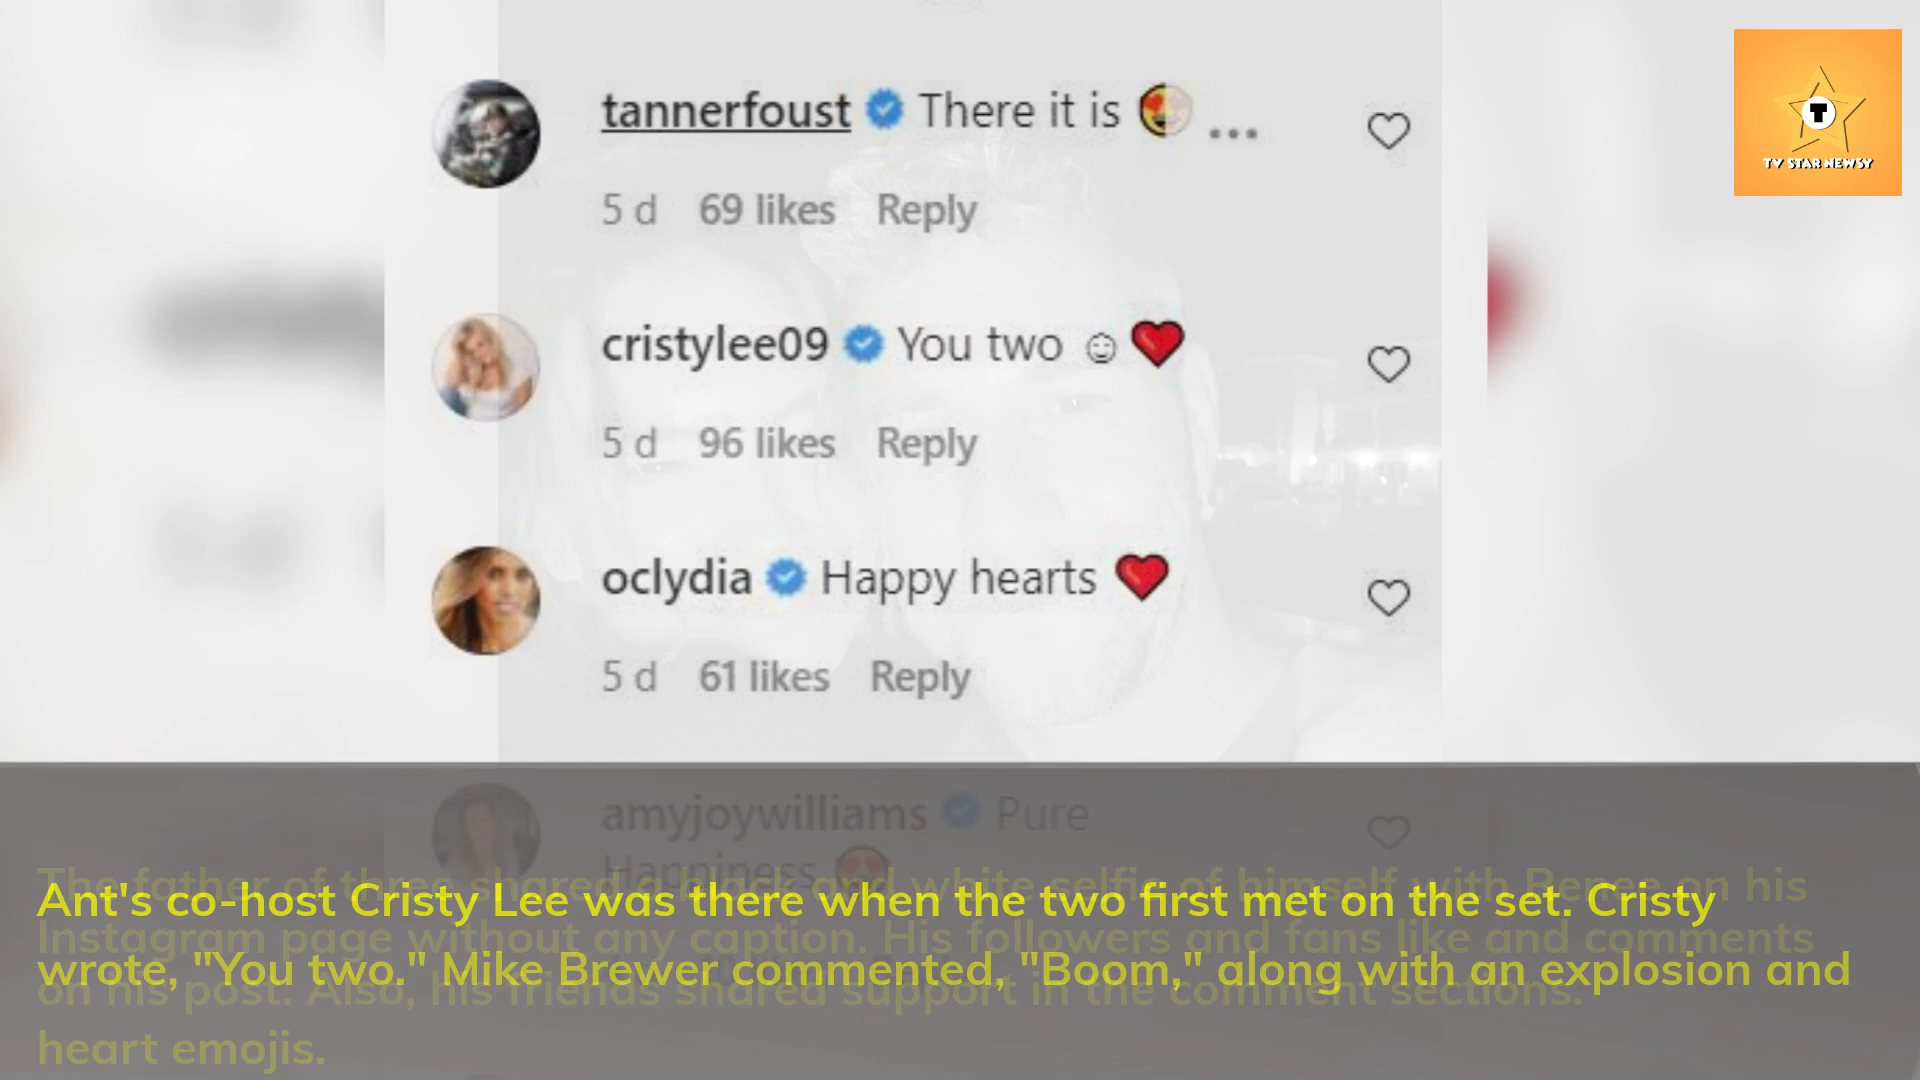 tannerfoust There it is 😍 ...
5 d 69 likes Reply
TV STAR NEWSY
cristylee09 You two ☺❤️
5 d 96 likes Reply
oclydia Happy hearts ❤️
5 d 61 likes Reply
amyjoywilliams Pure
Happiness 😍
The father of three shared a black and white selfie of himself with Renee on his
Instagram page without any caption. His followers and fans like and comments
on his post. Also, his friends shared support in the comment sections.
Ant's co-host Cristy Lee was there when the two first met on the set. Cristy
wrote, "You two." Mike Brewer commented, "Boom," along with an explosion and
heart emojis.